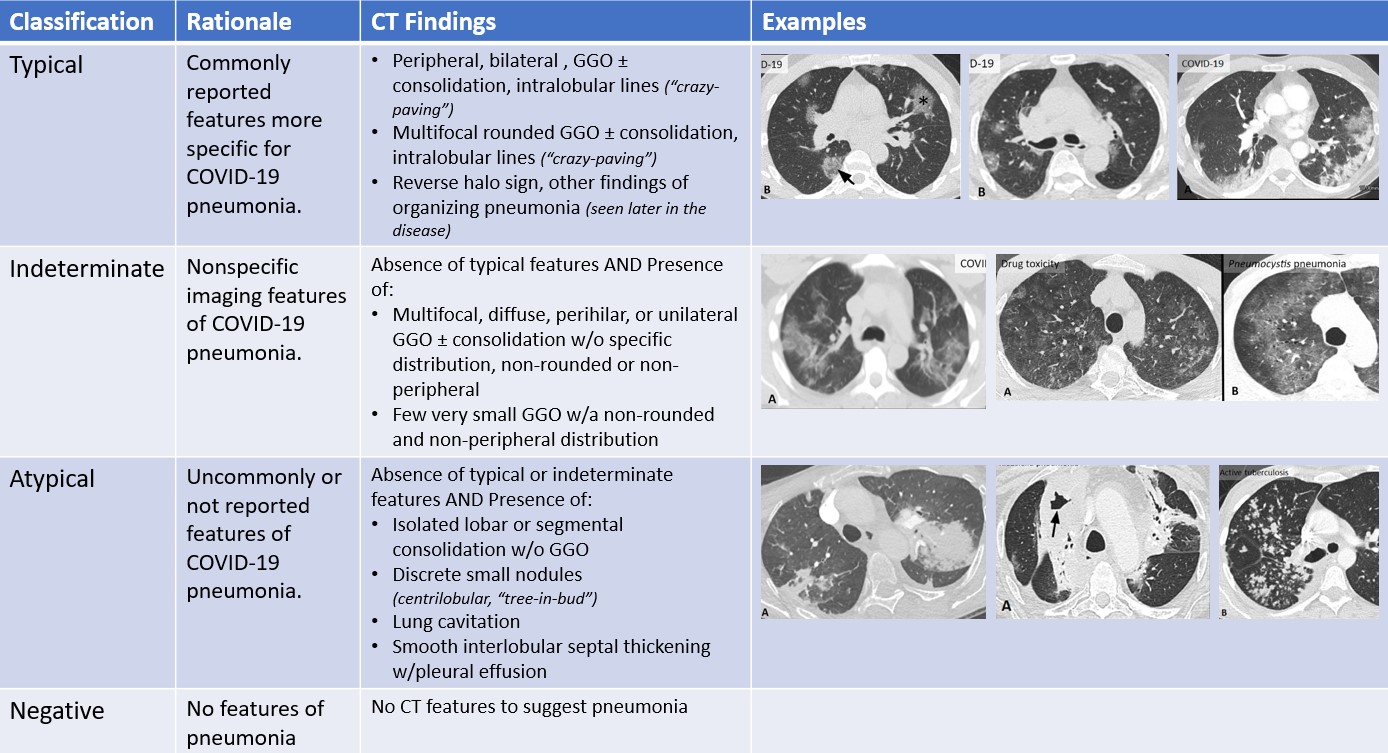 Classification Rationale CT Findings Examples
Typical
Commonly
reported
features more
specific for
COVID-19
pneumonia.
• Peripheral, bilateral , GGO ±
consolidation, intralobular lines (“crazy-
paving”)
• Multifocal rounded GGO ± consolidation,
intralobular lines (“crazy-paving”)
• Reverse halo sign, other findings of
organizing pneumonia (seen later in the
disease)
D-19
*
B
D-19
B
COVID-19
A
Indeterminate
Nonspecific
imaging features
of COVID-19
pneumonia.
Absence of typical features AND Presence
of:
• Multifocal, diffuse, perihilar, or unilateral
GGO ± consolidation w/o specific
distribution, non-rounded or non-
peripheral
• Few very small GGO w/a non-rounded
and non-peripheral distribution
COVI
A
Drug toxicity
A
Pneumocystis pneumonia
B
Atypical
Uncommonly or
not reported
features of
COVID-19
pneumonia.
Absence of typical or indeterminate
features AND Presence of:
• Isolated lobar or segmental
consolidation w/o GGO
• Discrete small nodules
(centrilobular, “tree-in-bud”)
• Lung cavitation
• Smooth interlobular septal thickening
w/pleural effusion
A
A
Active tuberculosis
B
Negative
No features of
pneumonia
No CT features to suggest pneumonia